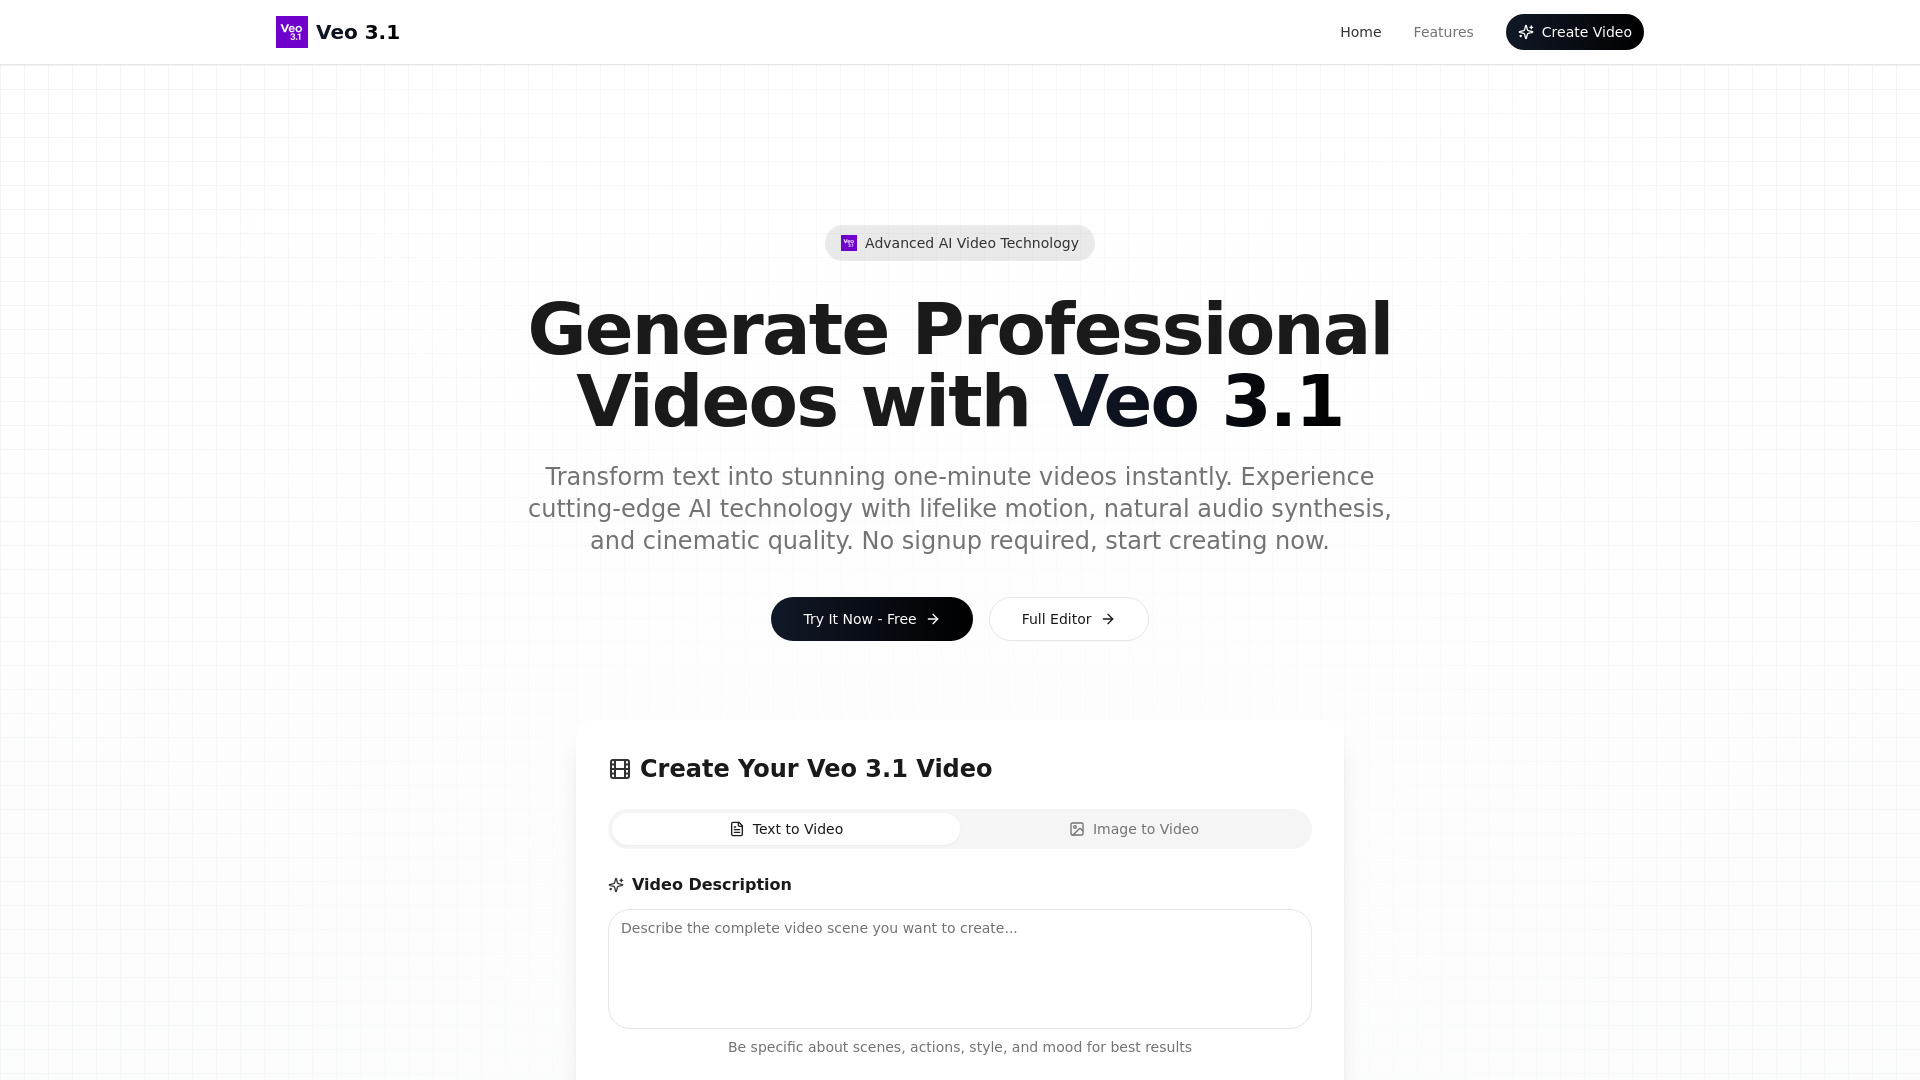 Veo 3.1
Veo 3.1
Home
Features
Create Video
Veo 3.1
Advanced AI Video Technology
Generate Professional
Videos with Veo 3.1
Transform text into stunning one-minute videos instantly. Experience
cutting-edge AI technology with lifelike motion, natural audio synthesis,
and cinematic quality. No signup required, start creating now.
Try It Now - Free
Full Editor
Create Your Veo 3.1 Video
Text to Video
Image to Video
Video Description
Describe the complete video scene you want to create...
Be specific about scenes, actions, style, and mood for best results